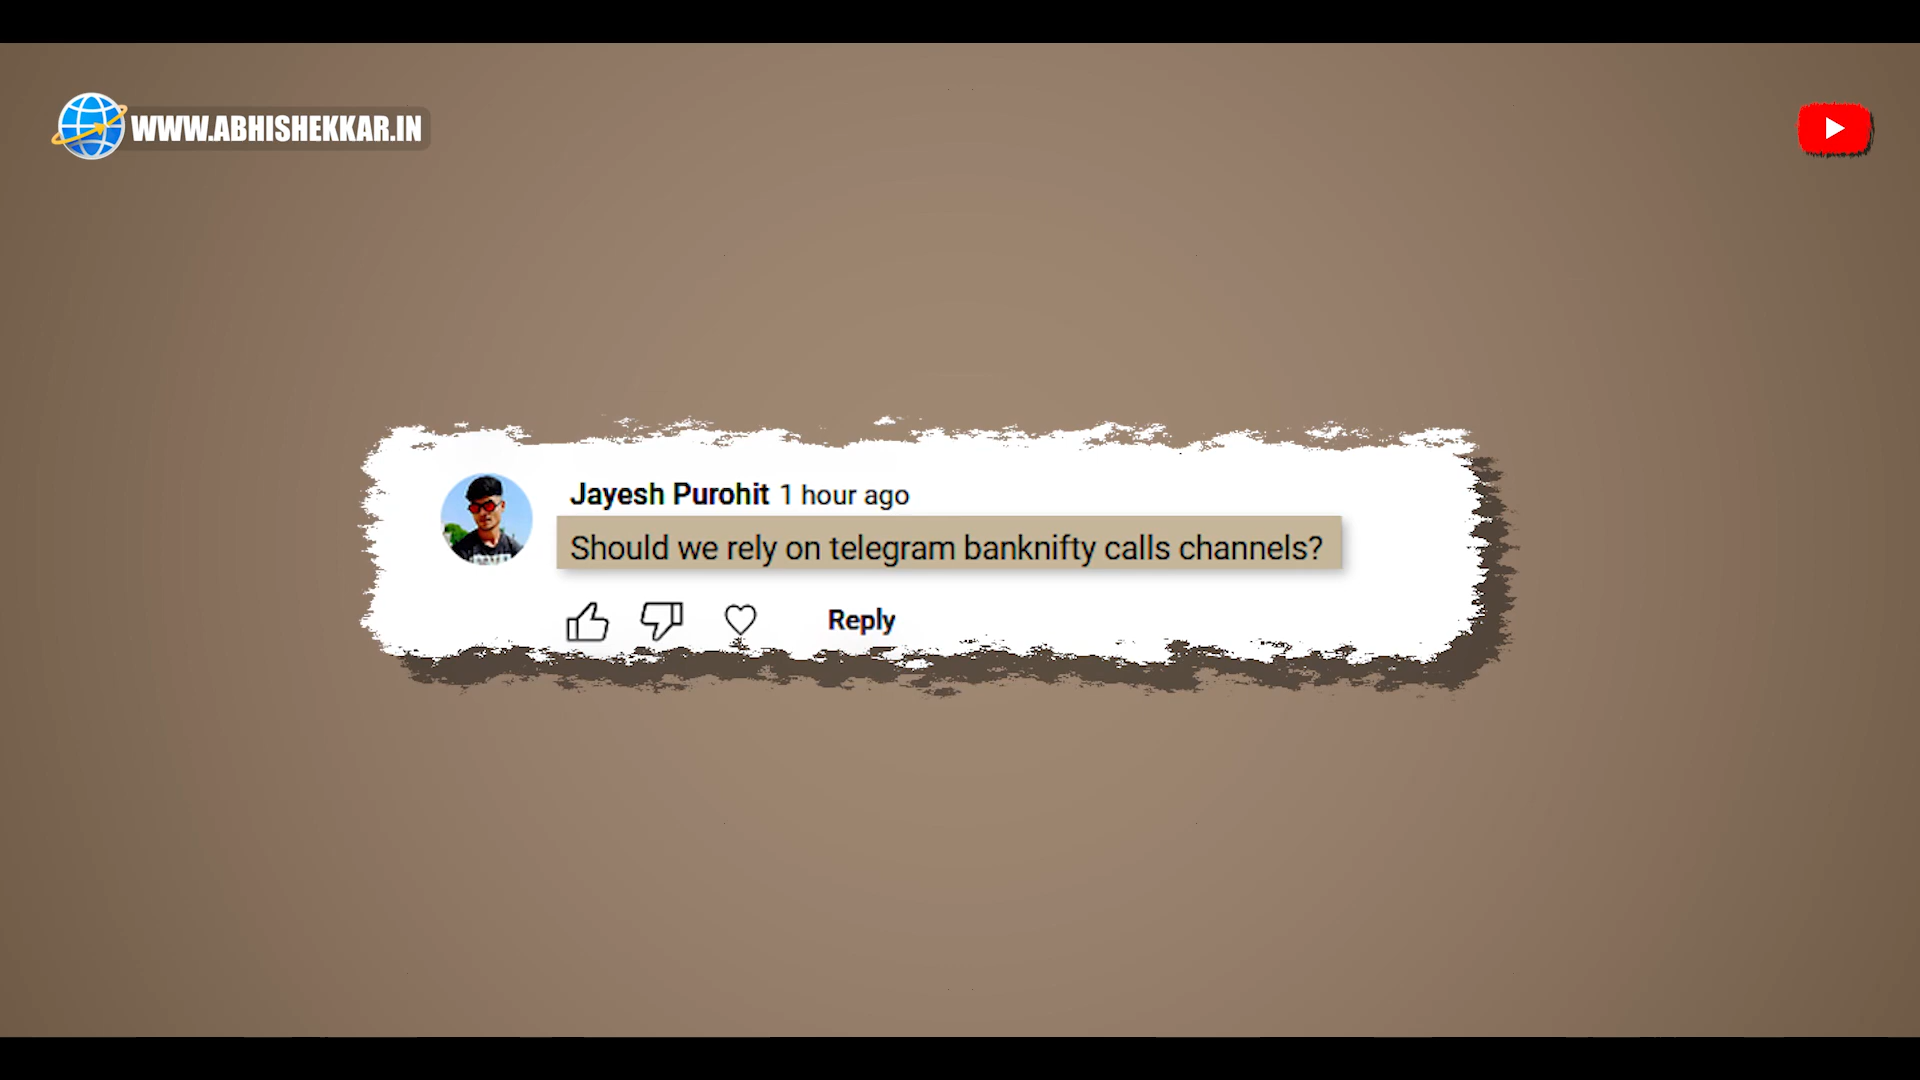 WWW.ABHISHEKKAR.IN
Jayesh Purohit 1 hour ago
Should we rely on telegram banknifty calls channels?
Reply